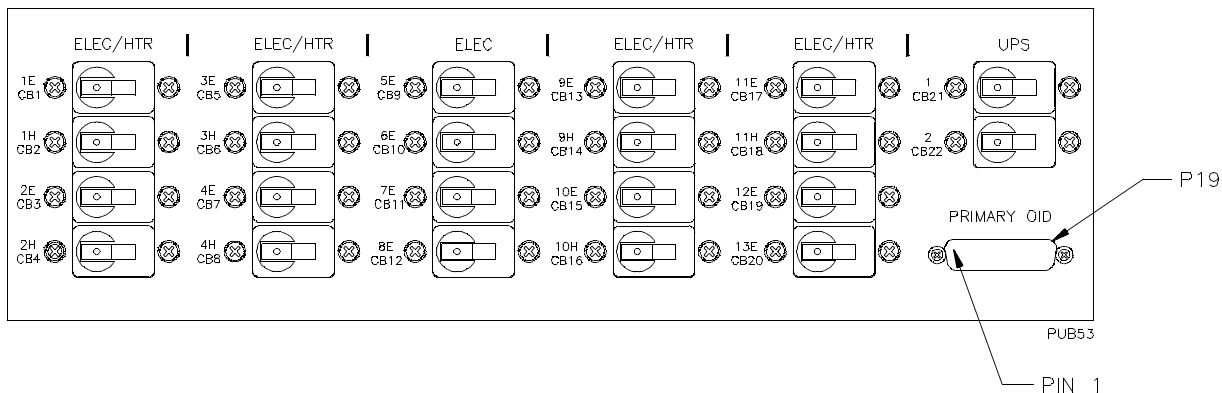 ELEC/HTR ELEC/HTR ELEC ELEC/HTR ELEC/HTR UPS
1E 3E 5E 9E 11E 1
CB1 CB5 CB9 CB13 CB17 CB21
1H 3H 6E 9H 11H 2
CB2 CB6 CB10 CB14 CB18 CB22
2E 4E 7E 10E 12E
CB3 CB7 CB11 CB15 CB19
P19
PRIMARY OID
2H 4H 8E 10H 13E
CB4 CB8 CB12 CB16 CB20
PUB53
PIN 1